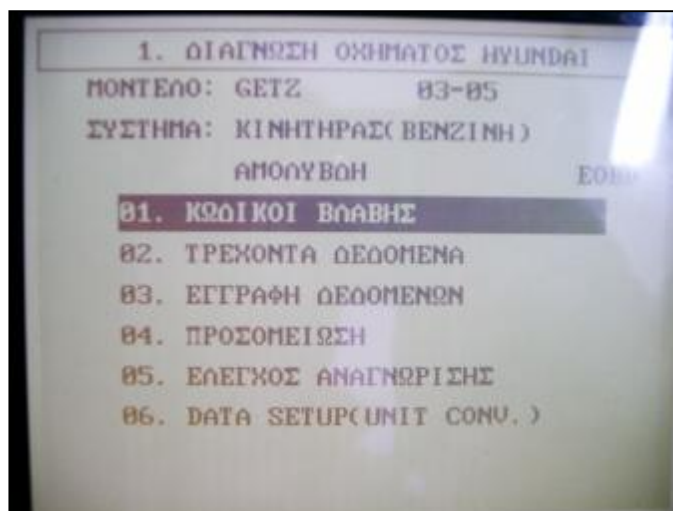 1. ΔΙΑΓΝΩΣΗ ΟΧΗΜΑΤΟΣ HYUNDAI
ΜΟΝΤΕΛΟ: GETZ 03-05
ΣΥΣΤΗΜΑ: ΚΙΝΗΤΗΡΑΣ(ΒΕΝΖΙΝΗ)
ΑΜΟΛΥΒΔΗ
01. ΚΩΔΙΚΟΙ ΒΛΑΒΗΣ
02. ΤΡΕΧΟΝΤΑ ΔΕΔΟΜΕΝΑ
03. ΕΓΓΡΑΦΗ ΔΕΔΟΜΕΝΩΝ
04. ΠΡΟΣΟΜΕΙΩΣΗ
05. ΕΛΕΓΧΟΣ ΑΝΑΓΝΩΡΙΣΗΣ
06. DATA SETUP(UNIT CONV.)